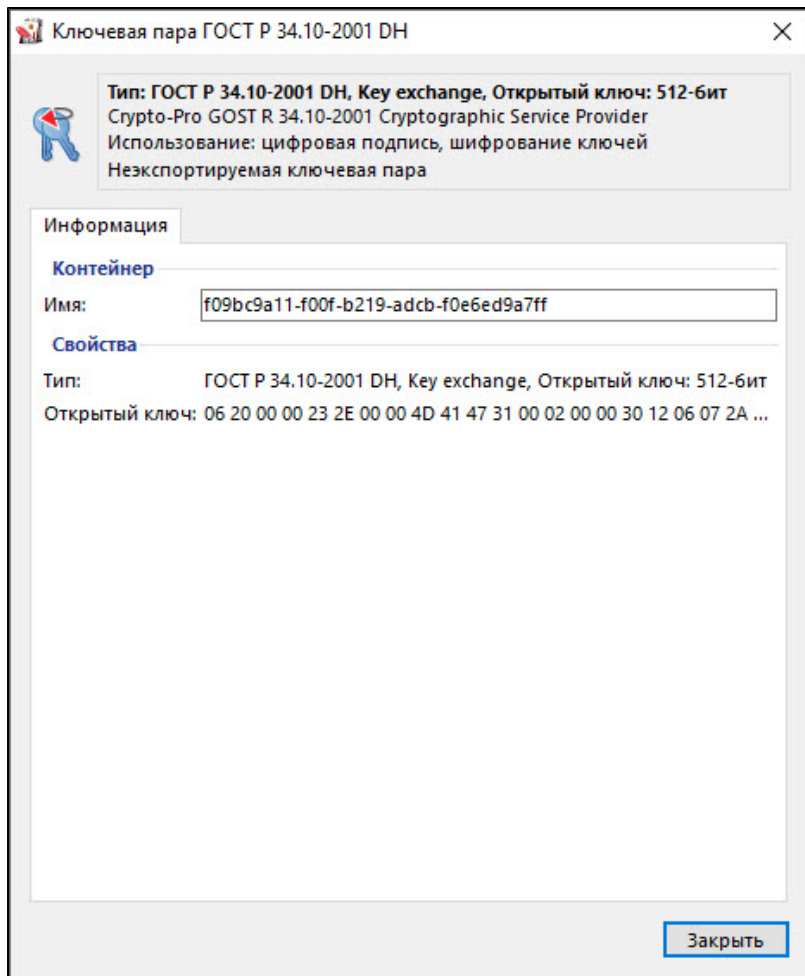 Ключевая пара ГОСТ Р 34.10-2001 DH
Тип: ГОСТ Р 34.10-2001 DH, Key exchange, Открытый ключ: 512-бит
Crypto-Pro GOST R 34.10-2001 Cryptographic Service Provider
Использование: цифровая подпись, шифрование ключей
Неэкспортируемая ключевая пара
Информация
Контейнер
Имя: f09bc9a11-f00f-b219-adcb-f0e6ed9a7ff
Свойства
Тип: ГОСТ Р 34.10-2001 DH, Key exchange, Открытый ключ: 512-бит
Открытый ключ: 06 20 00 00 23 2E 00 00 4D 41 47 31 00 02 00 00 30 12 06 07 2A ...
Закрыть